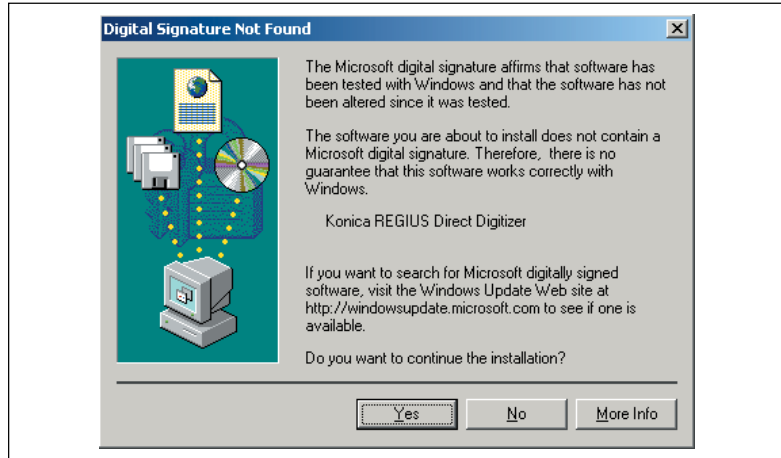 Digital Signature Not Found
The Microsoft digital signature affirms that software has
been tested with Windows and that the software has not
been altered since it was tested.
The software you are about to install does not contain a
Microsoft digital signature. Therefore,  there is no
guarantee that this software works correctly with
Windows.
Konica REGIUS Direct Digitizer
If you want to search for Microsoft digitally signed
software, visit the Windows Update Web site at
http://windowsupdate.microsoft.com to see if one is
available.
Do you want to continue the installation?
Yes No More Info